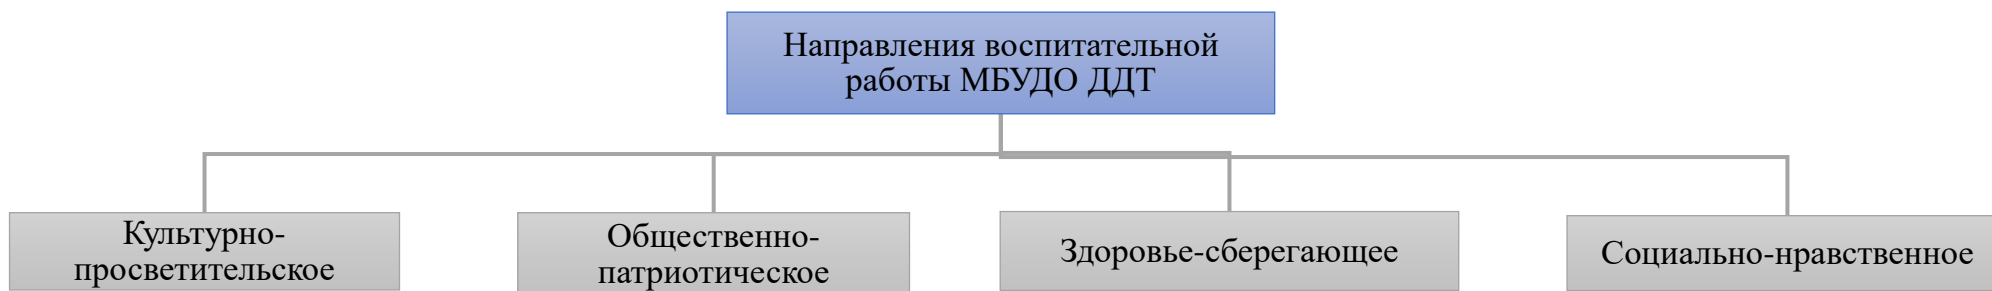 Направления воспитательной
работы МБУДО ДДТ
Культурно-
просветительское
Общественно-
патриотическое
Здоровье-сберегающее
Социально-нравственное